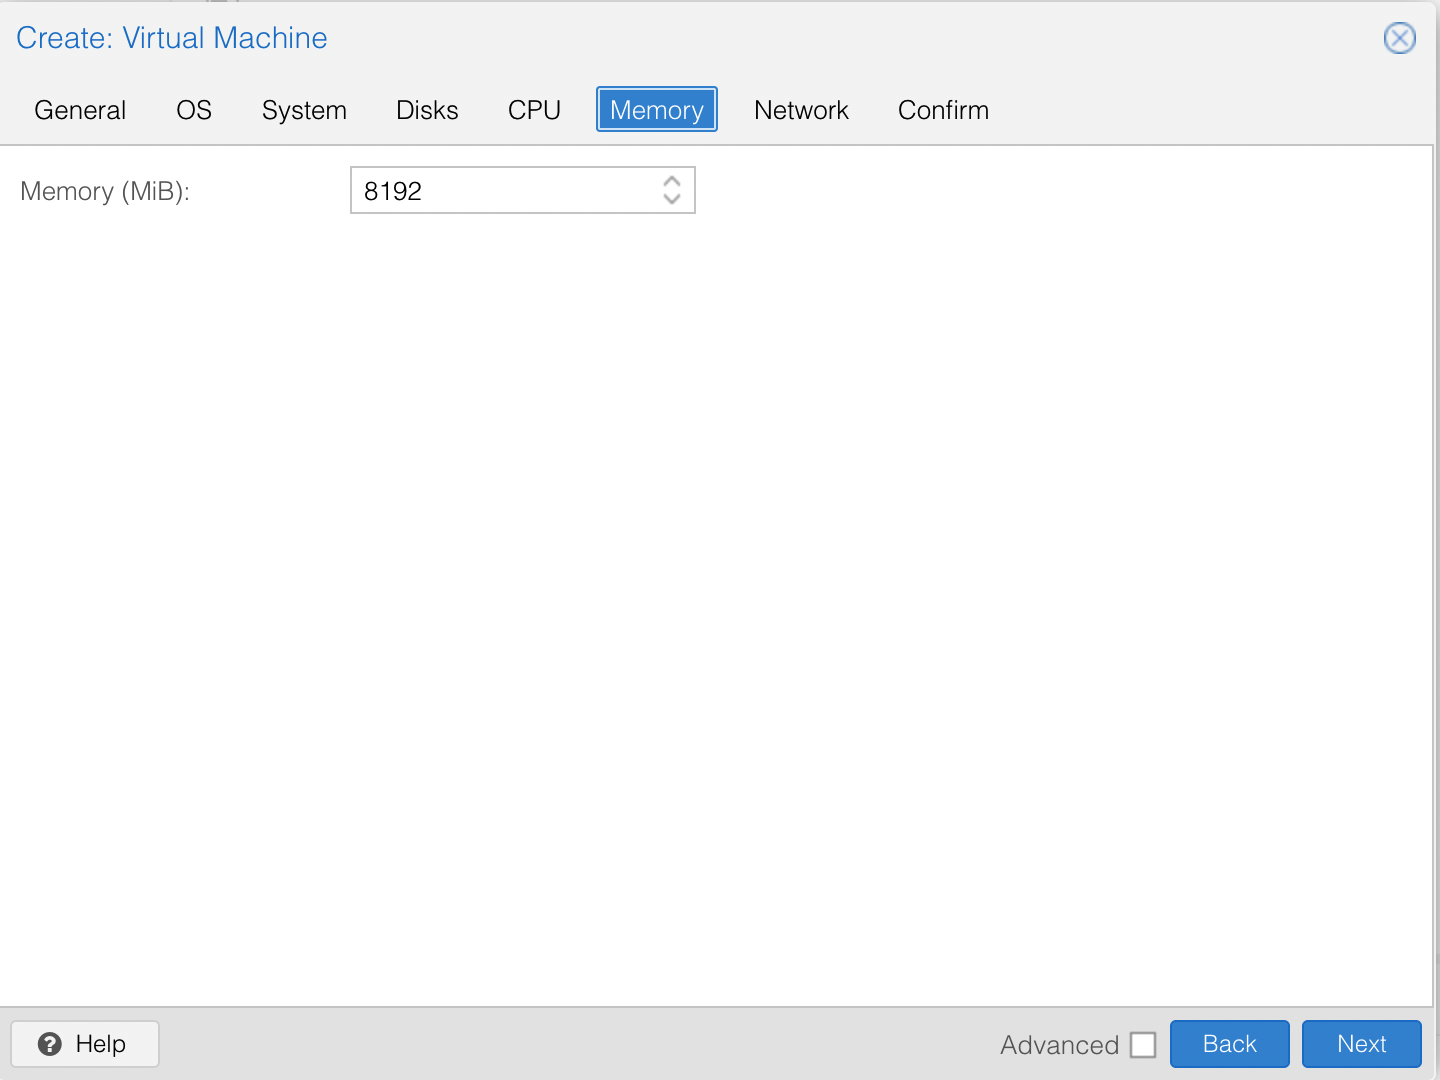 Create: Virtual Machine
General OS System Disks CPU Memory Network Confirm
Memory (MiB): 8192
Help Advanced Back Next